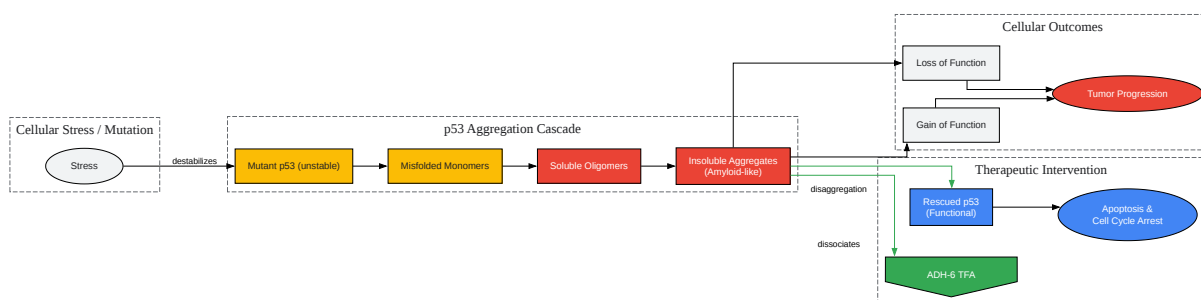 Cellular Stress / Mutation
Stress
destabilizes
p53 Aggregation Cascade
Mutant p53 (unstable)
Misfolded Monomers
Soluble Oligomers
Insoluble Aggregates
(Amyloid-like)
Cellular Outcomes
Loss of Function
Gain of Function
Tumor Progression
Therapeutic Intervention
disaggregation
Rescued p53
(Functional)
Apoptosis &
Cell Cycle Arrest
dissociates
ADH-6 TFA